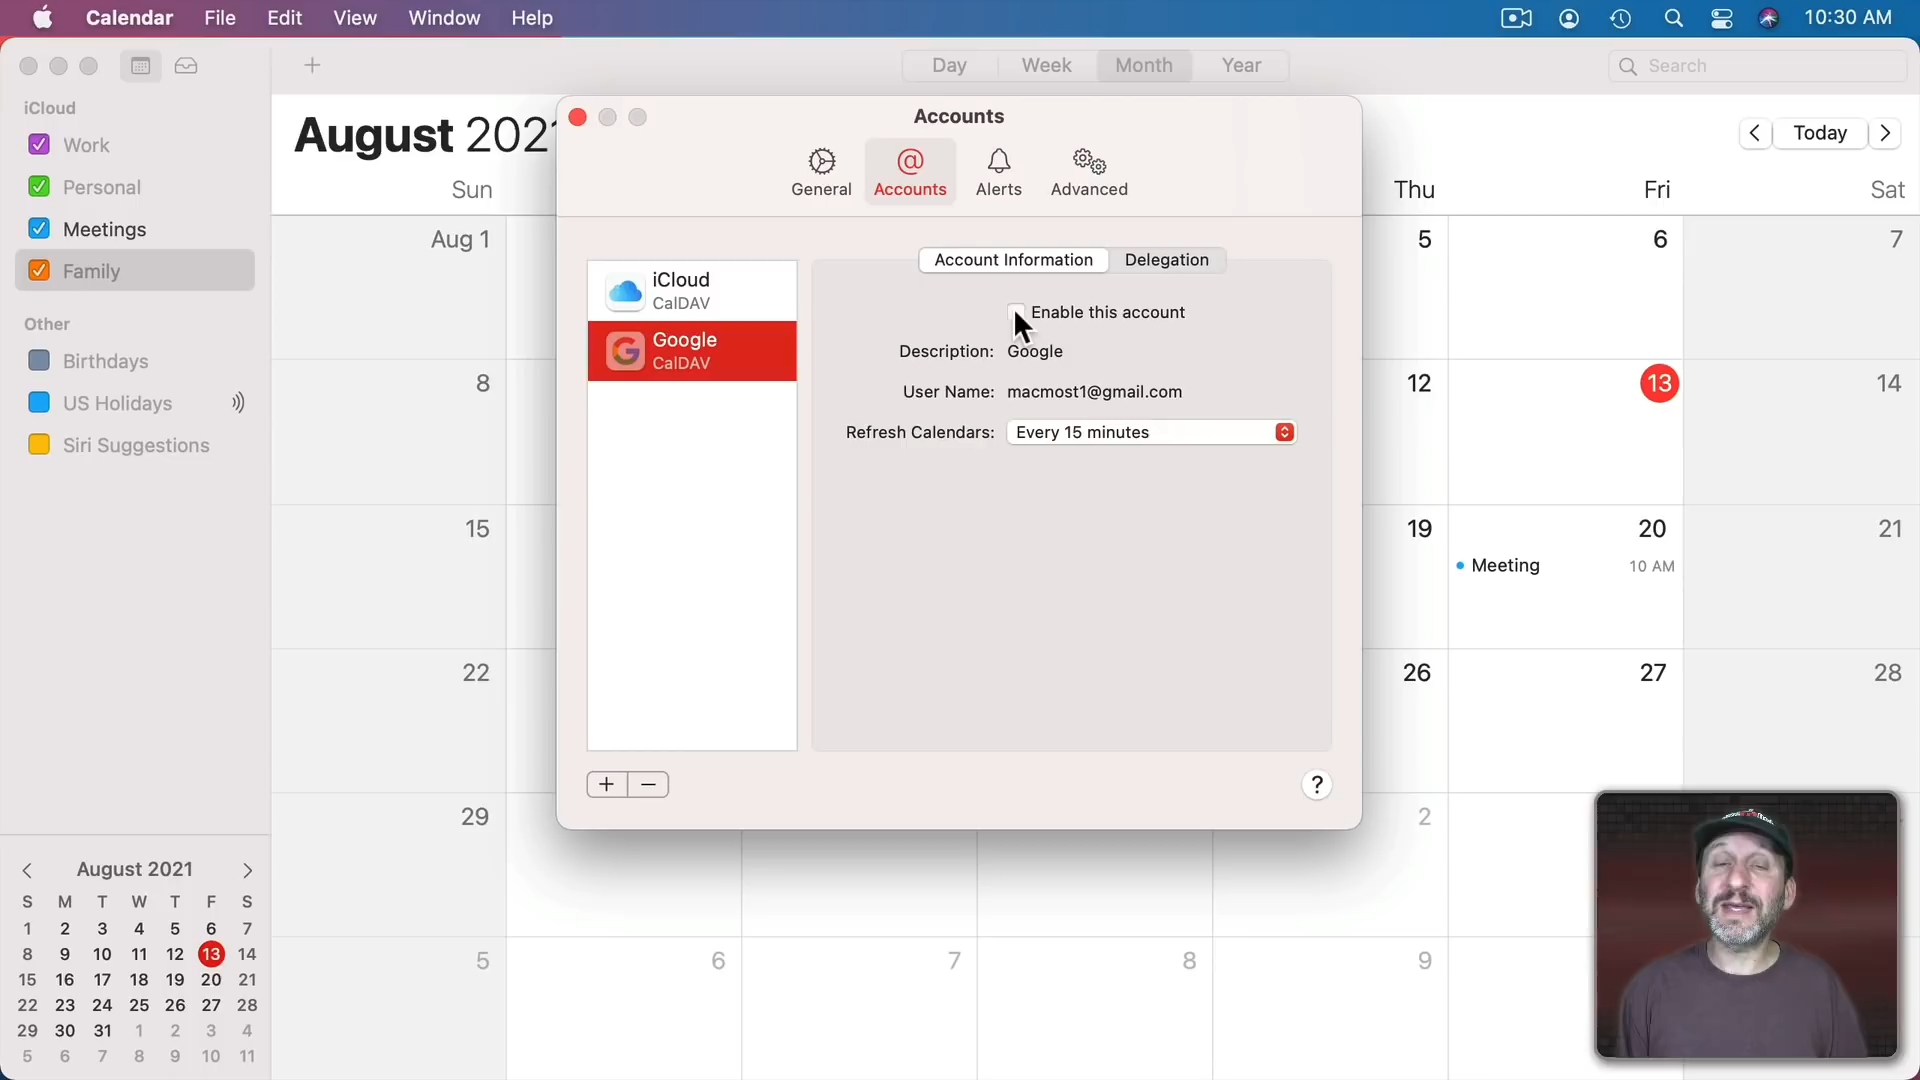 Calendar File Edit View Window Help 10:30 AM
Day Week Month Year
Search
iCloud
Work
Personal
Meetings
Family
Other
Birthdays
US Holidays
Siri Suggestions
August 2021
S M T W T F S
1 2 3 4 5 6 7
8 9 10 11 12 13 14
15 16 17 18 19 20 21
22 23 24 25 26 27 28
29 30 31 1 2 3 4
5 6 7 8 9 10 11
August 2021
Today
Sun Thu Fri Sat
Aug 1 5 6 7
8 12 13 14
15 19 20 21
Meeting 10 AM
22 26 27 28
29 2
5 6 7 8 9
Accounts
General Accounts Alerts Advanced
iCloud
CalDAV
Google
CalDAV
Account Information Delegation
Enable this account
Description: Google
User Name: macmost1@gmail.com
Refresh Calendars: Every 15 minutes
+ − ?